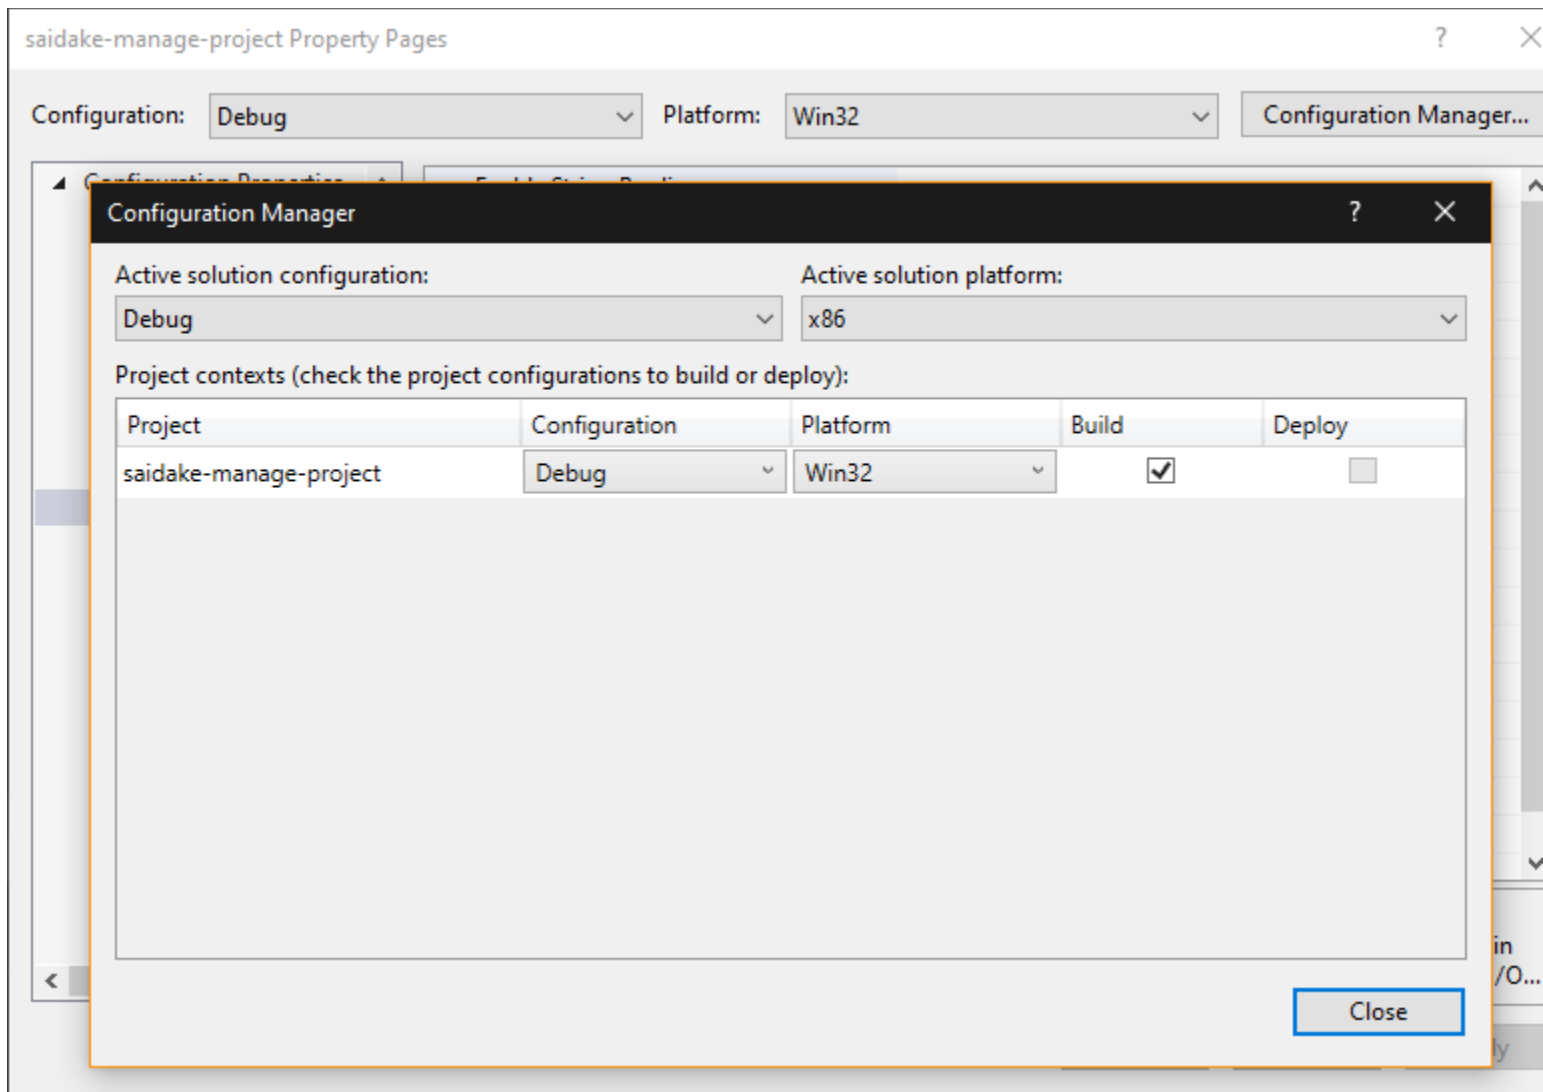 saidake-manage-project Property Pages ?
Configuration: Debug Platform: Win32 Configuration Manager...
Configuration Properties
Configuration Manager ?
Active solution configuration: Active solution platform:
Debug x86
Project contexts (check the project configurations to build or deploy):
Project Configuration Platform Build Deploy
saidake-manage-project Debug Win32
in
/O...
Close